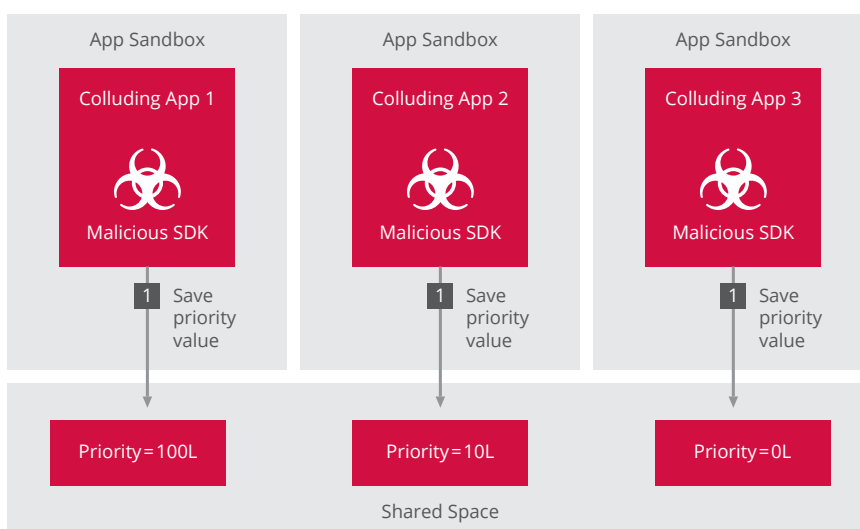 App Sandbox
Colluding App 1
Malicious SDK
1
Save
priority
value
App Sandbox
Colluding App 2
Malicious SDK
1
Save
priority
value
App Sandbox
Colluding App 3
Malicious SDK
1
Save
priority
value
Priority=100L
Priority=10L
Priority=0L
Shared Space